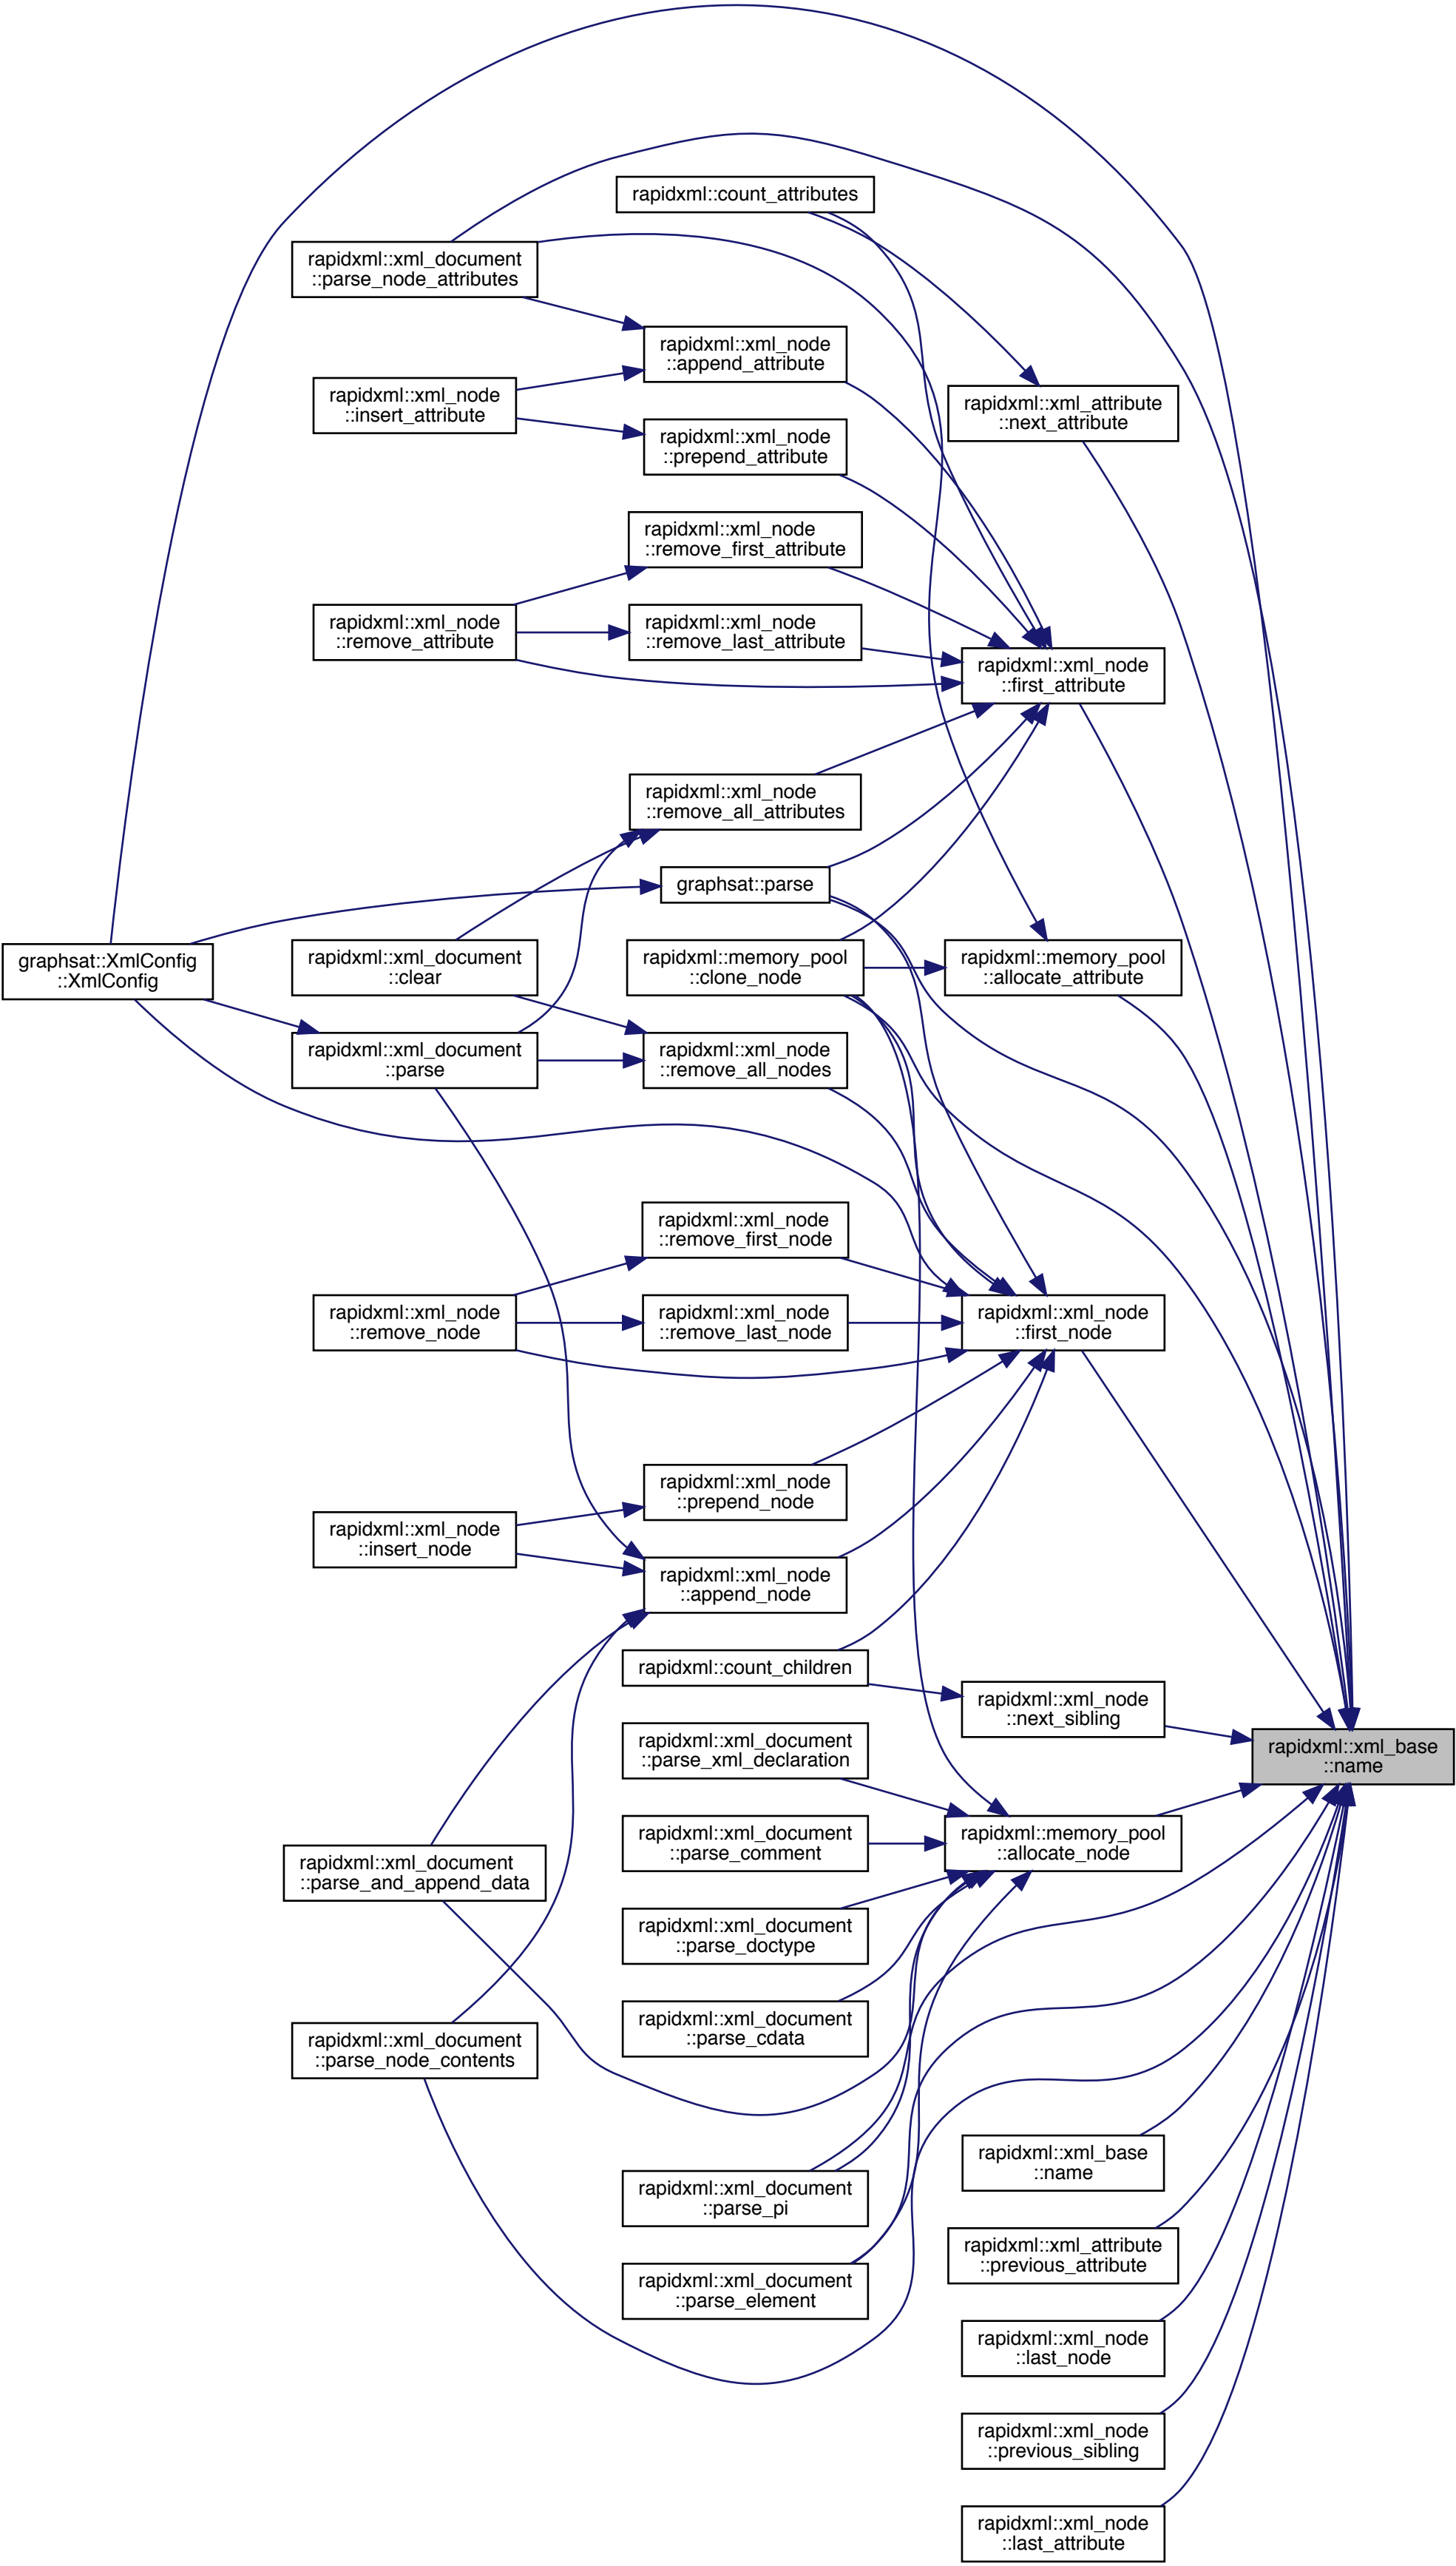 rapidxml::count_attributes
rapidxml::xml_document
::parse_node_attributes
rapidxml::xml_node
::append_attribute
rapidxml::xml_node
::insert_attribute
rapidxml::xml_attribute
::next_attribute
rapidxml::xml_node
::prepend_attribute
rapidxml::xml_node
::remove_first_attribute
rapidxml::xml_node
::remove_attribute
rapidxml::xml_node
::remove_last_attribute
rapidxml::xml_node
::first_attribute
rapidxml::xml_node
::remove_all_attributes
graphsat::parse
graphsat::XmlConfig
::XmlConfig
rapidxml::xml_document
::clear
rapidxml::memory_pool
::clone_node
rapidxml::memory_pool
::allocate_attribute
rapidxml::xml_document
::parse
rapidxml::xml_node
::remove_all_nodes
rapidxml::xml_node
::remove_first_node
rapidxml::xml_node
::remove_node
rapidxml::xml_node
::remove_last_node
rapidxml::xml_node
::first_node
rapidxml::xml_node
::prepend_node
rapidxml::xml_node
::insert_node
rapidxml::xml_node
::append_node
rapidxml::count_children
rapidxml::xml_node
::next_sibling
rapidxml::xml_document
::parse_xml_declaration
rapidxml::xml_base
::name
rapidxml::xml_document
::parse_comment
rapidxml::memory_pool
::allocate_node
rapidxml::xml_document
::parse_and_append_data
rapidxml::xml_document
::parse_doctype
rapidxml::xml_document
::parse_cdata
rapidxml::xml_document
::parse_node_contents
rapidxml::xml_base
::name
rapidxml::xml_document
::parse_pi
rapidxml::xml_attribute
::previous_attribute
rapidxml::xml_document
::parse_element
rapidxml::xml_node
::last_node
rapidxml::xml_node
::previous_sibling
rapidxml::xml_node
::last_attribute